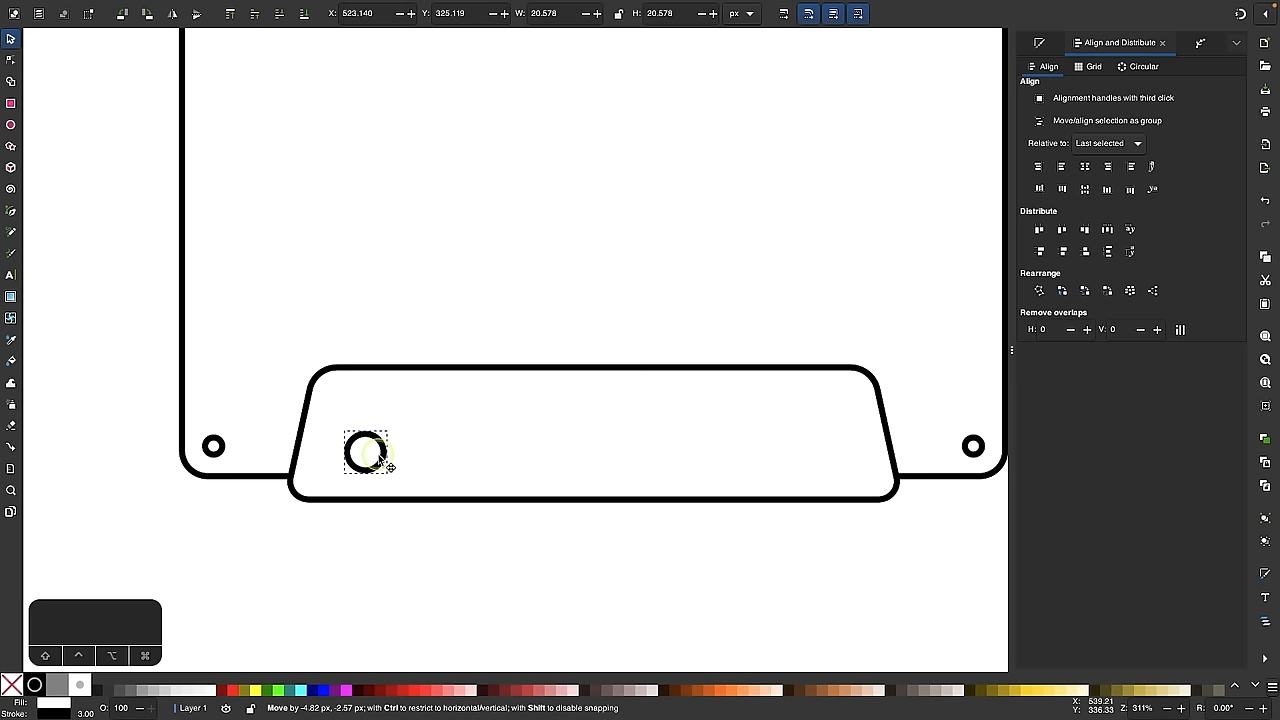 X: 523.140 Y: 325.119 W: 20.578 H: 20.578 px
Align and Distribute
Align Grid Circular
Align
Alignment handles with third click
Move/align selection as group
Relative to: Last selected
Distribute
Rearrange
Remove overlaps
H: 0 V: 0
Fill:
Stroke: 3.00 O: 100 Layer 1 Move by -4.82 px, -2.57 px; with Ctrl to restrict to horizontal/vertical; with Shift to disable snapping X: 539.21 Y: 336.33 Z: 311% R: 0.00°